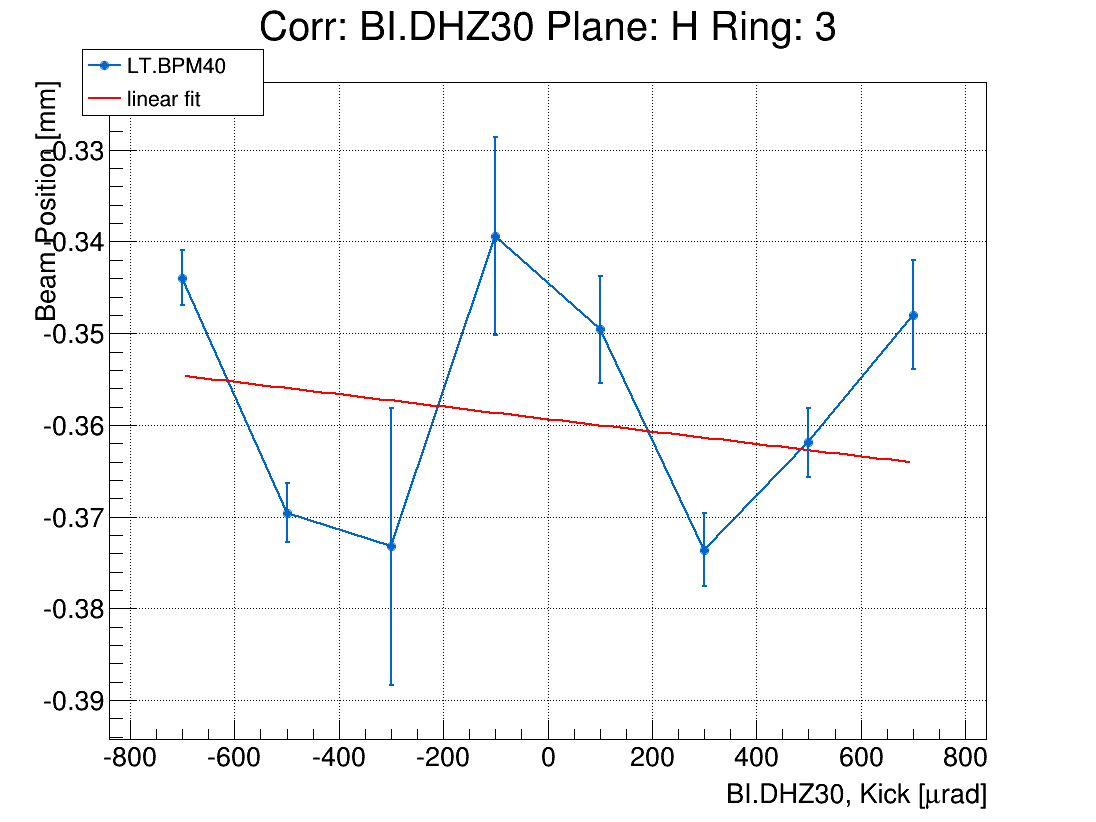 Corr: BI.DHZ30 Plane: H Ring: 3
LT.BPM40
linear fit
Beam Position [mm]
-0.33
-0.34
-0.35
-0.36
-0.37
-0.38
-0.39
-800 -600 -400 -200 0 200 400 600 800
BI.DHZ30, Kick [μrad]